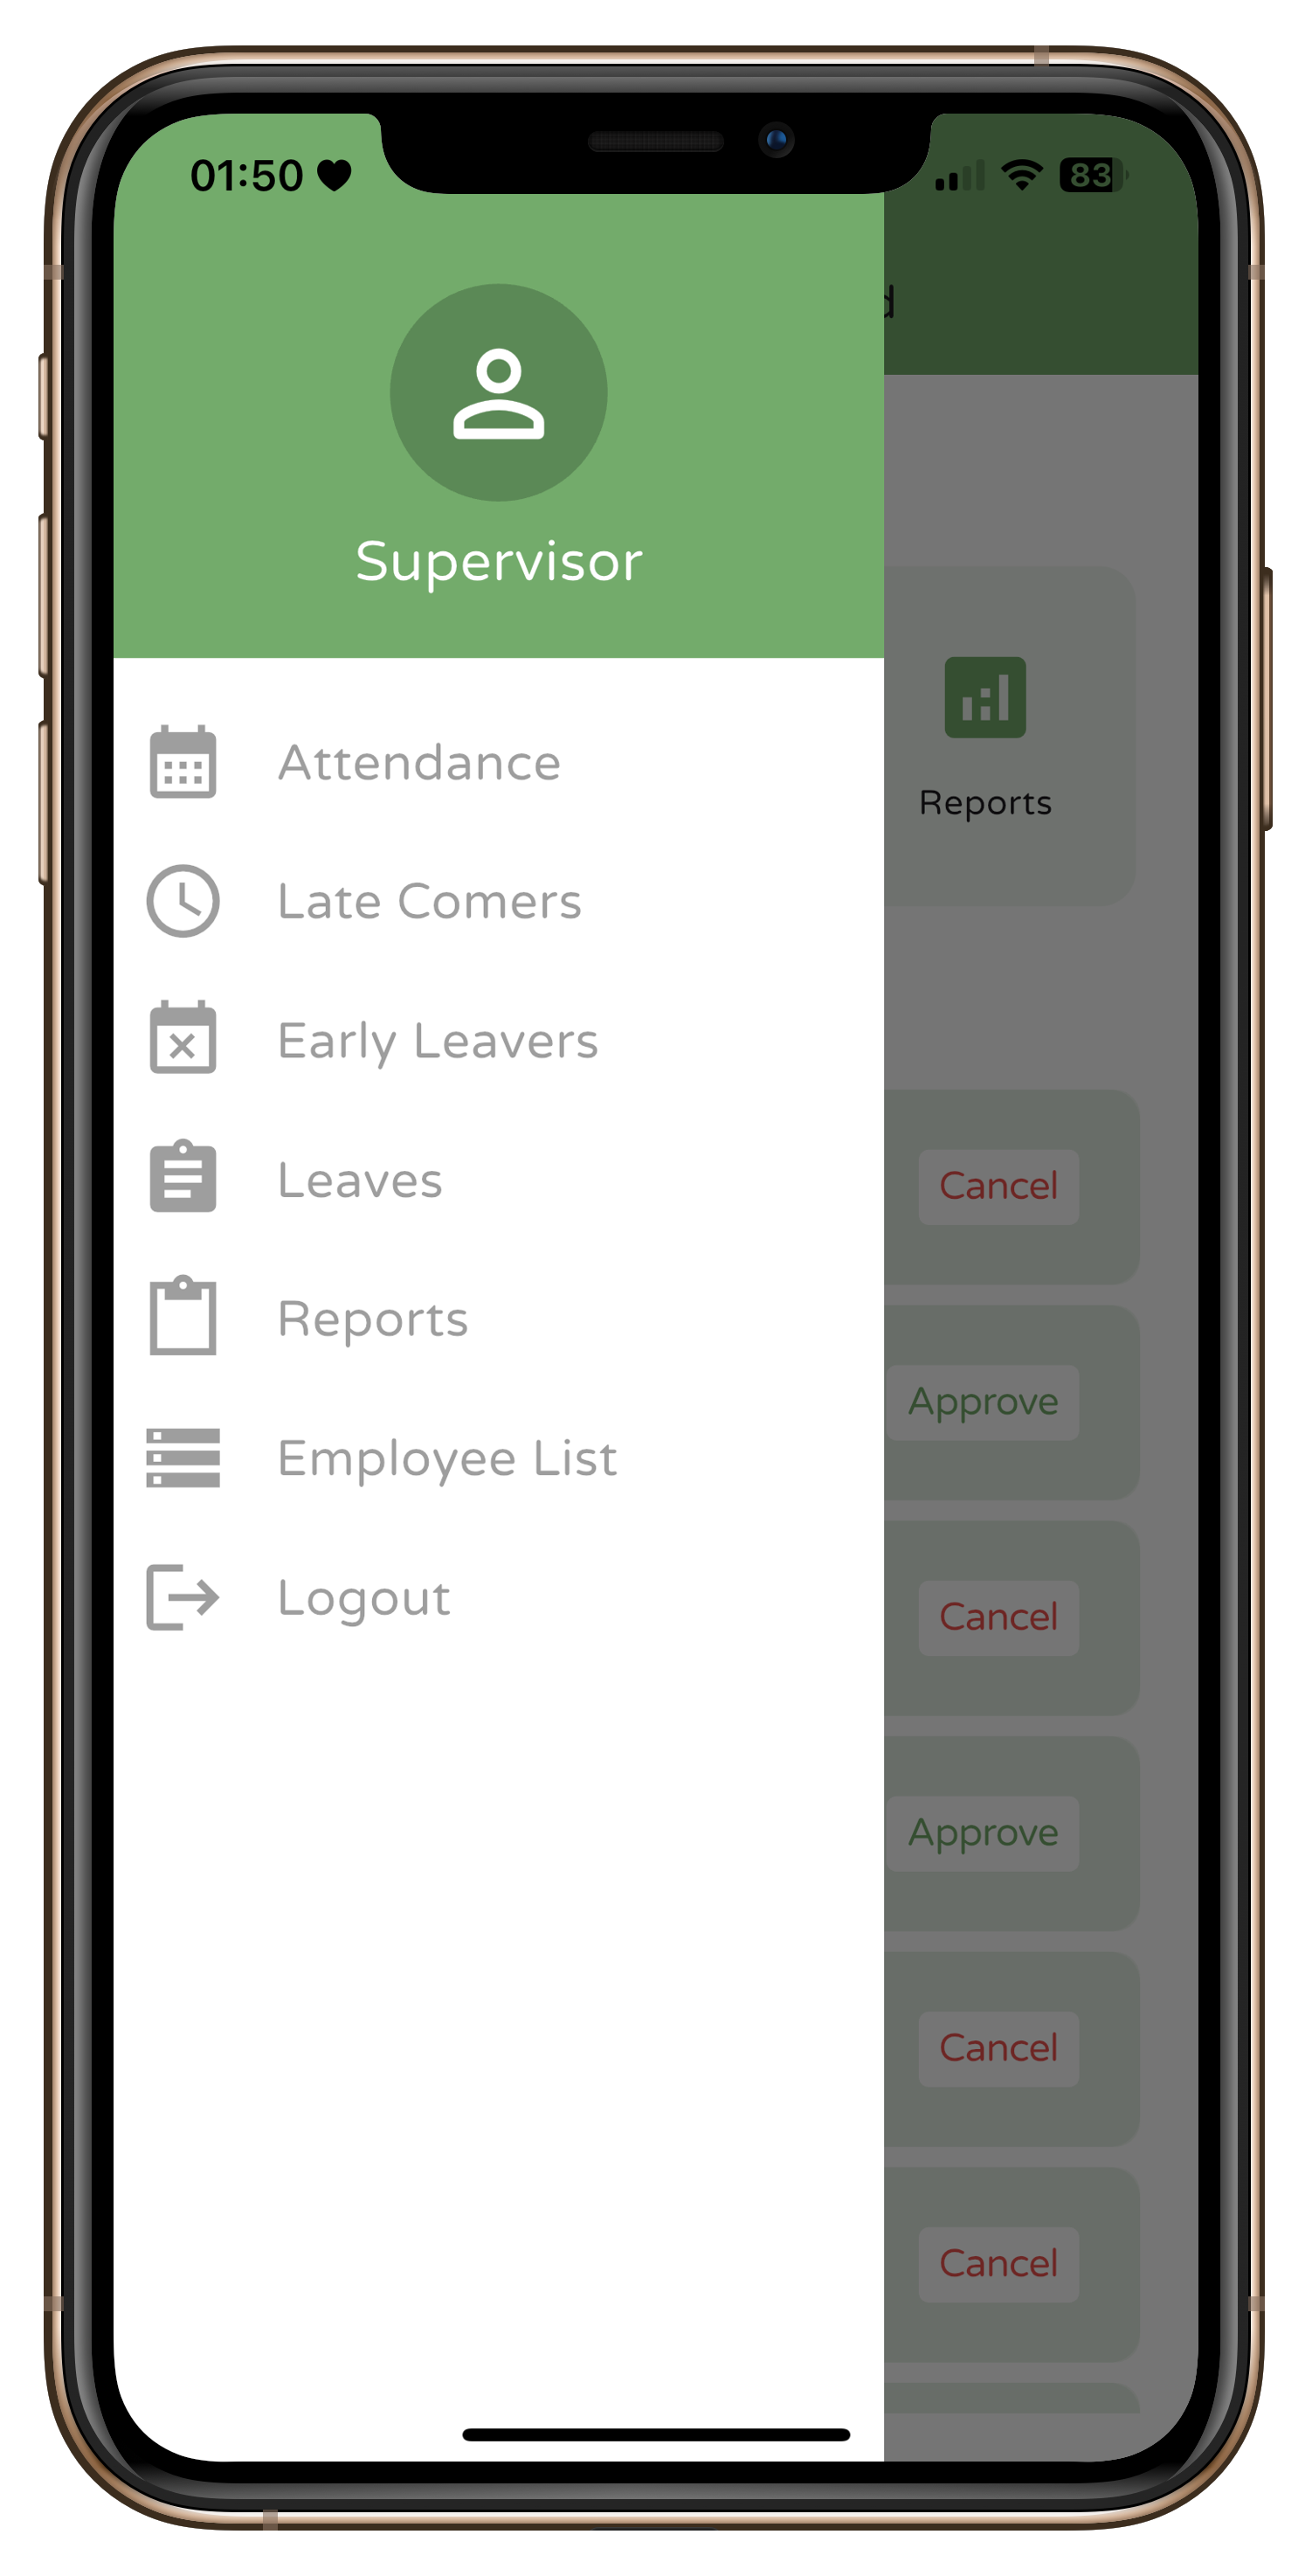 01:50
83
d
Supervisor
Attendance
Reports
Late Comers
Early Leavers
Leaves
Cancel
Reports
Approve
Employee List
Logout
Cancel
Approve
Cancel
Cancel